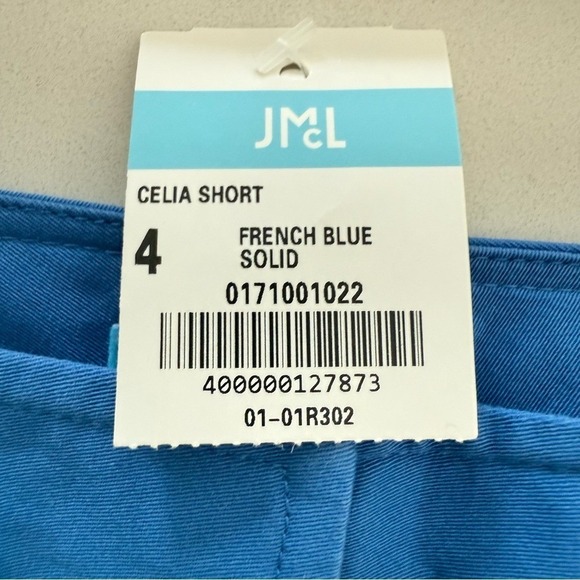 JMcL
CELIA SHORT
4 FRENCH BLUE
SOLID
0171001022
400000127873
01-01R302